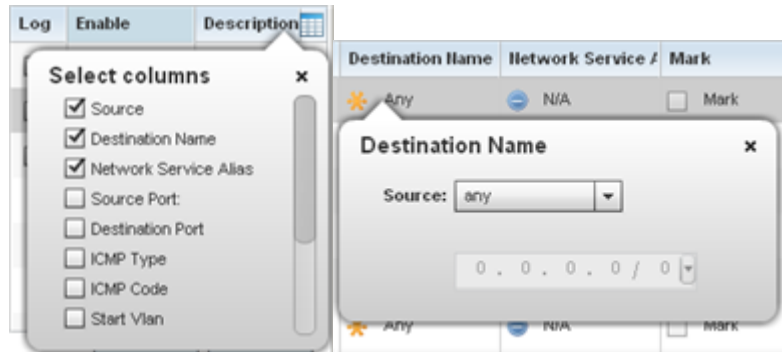 Log Enable Description
Select columns
Source
Destination Name
Network Service Alias
Source Port:
Destination Port
ICMP Type
ICMP Code
Start Vlan
Destination Name Network Service A Mark
Any N/A Mark
Destination Name
Source: any
0 . 0 . 0 . 0 / 0
Any N/A Mark